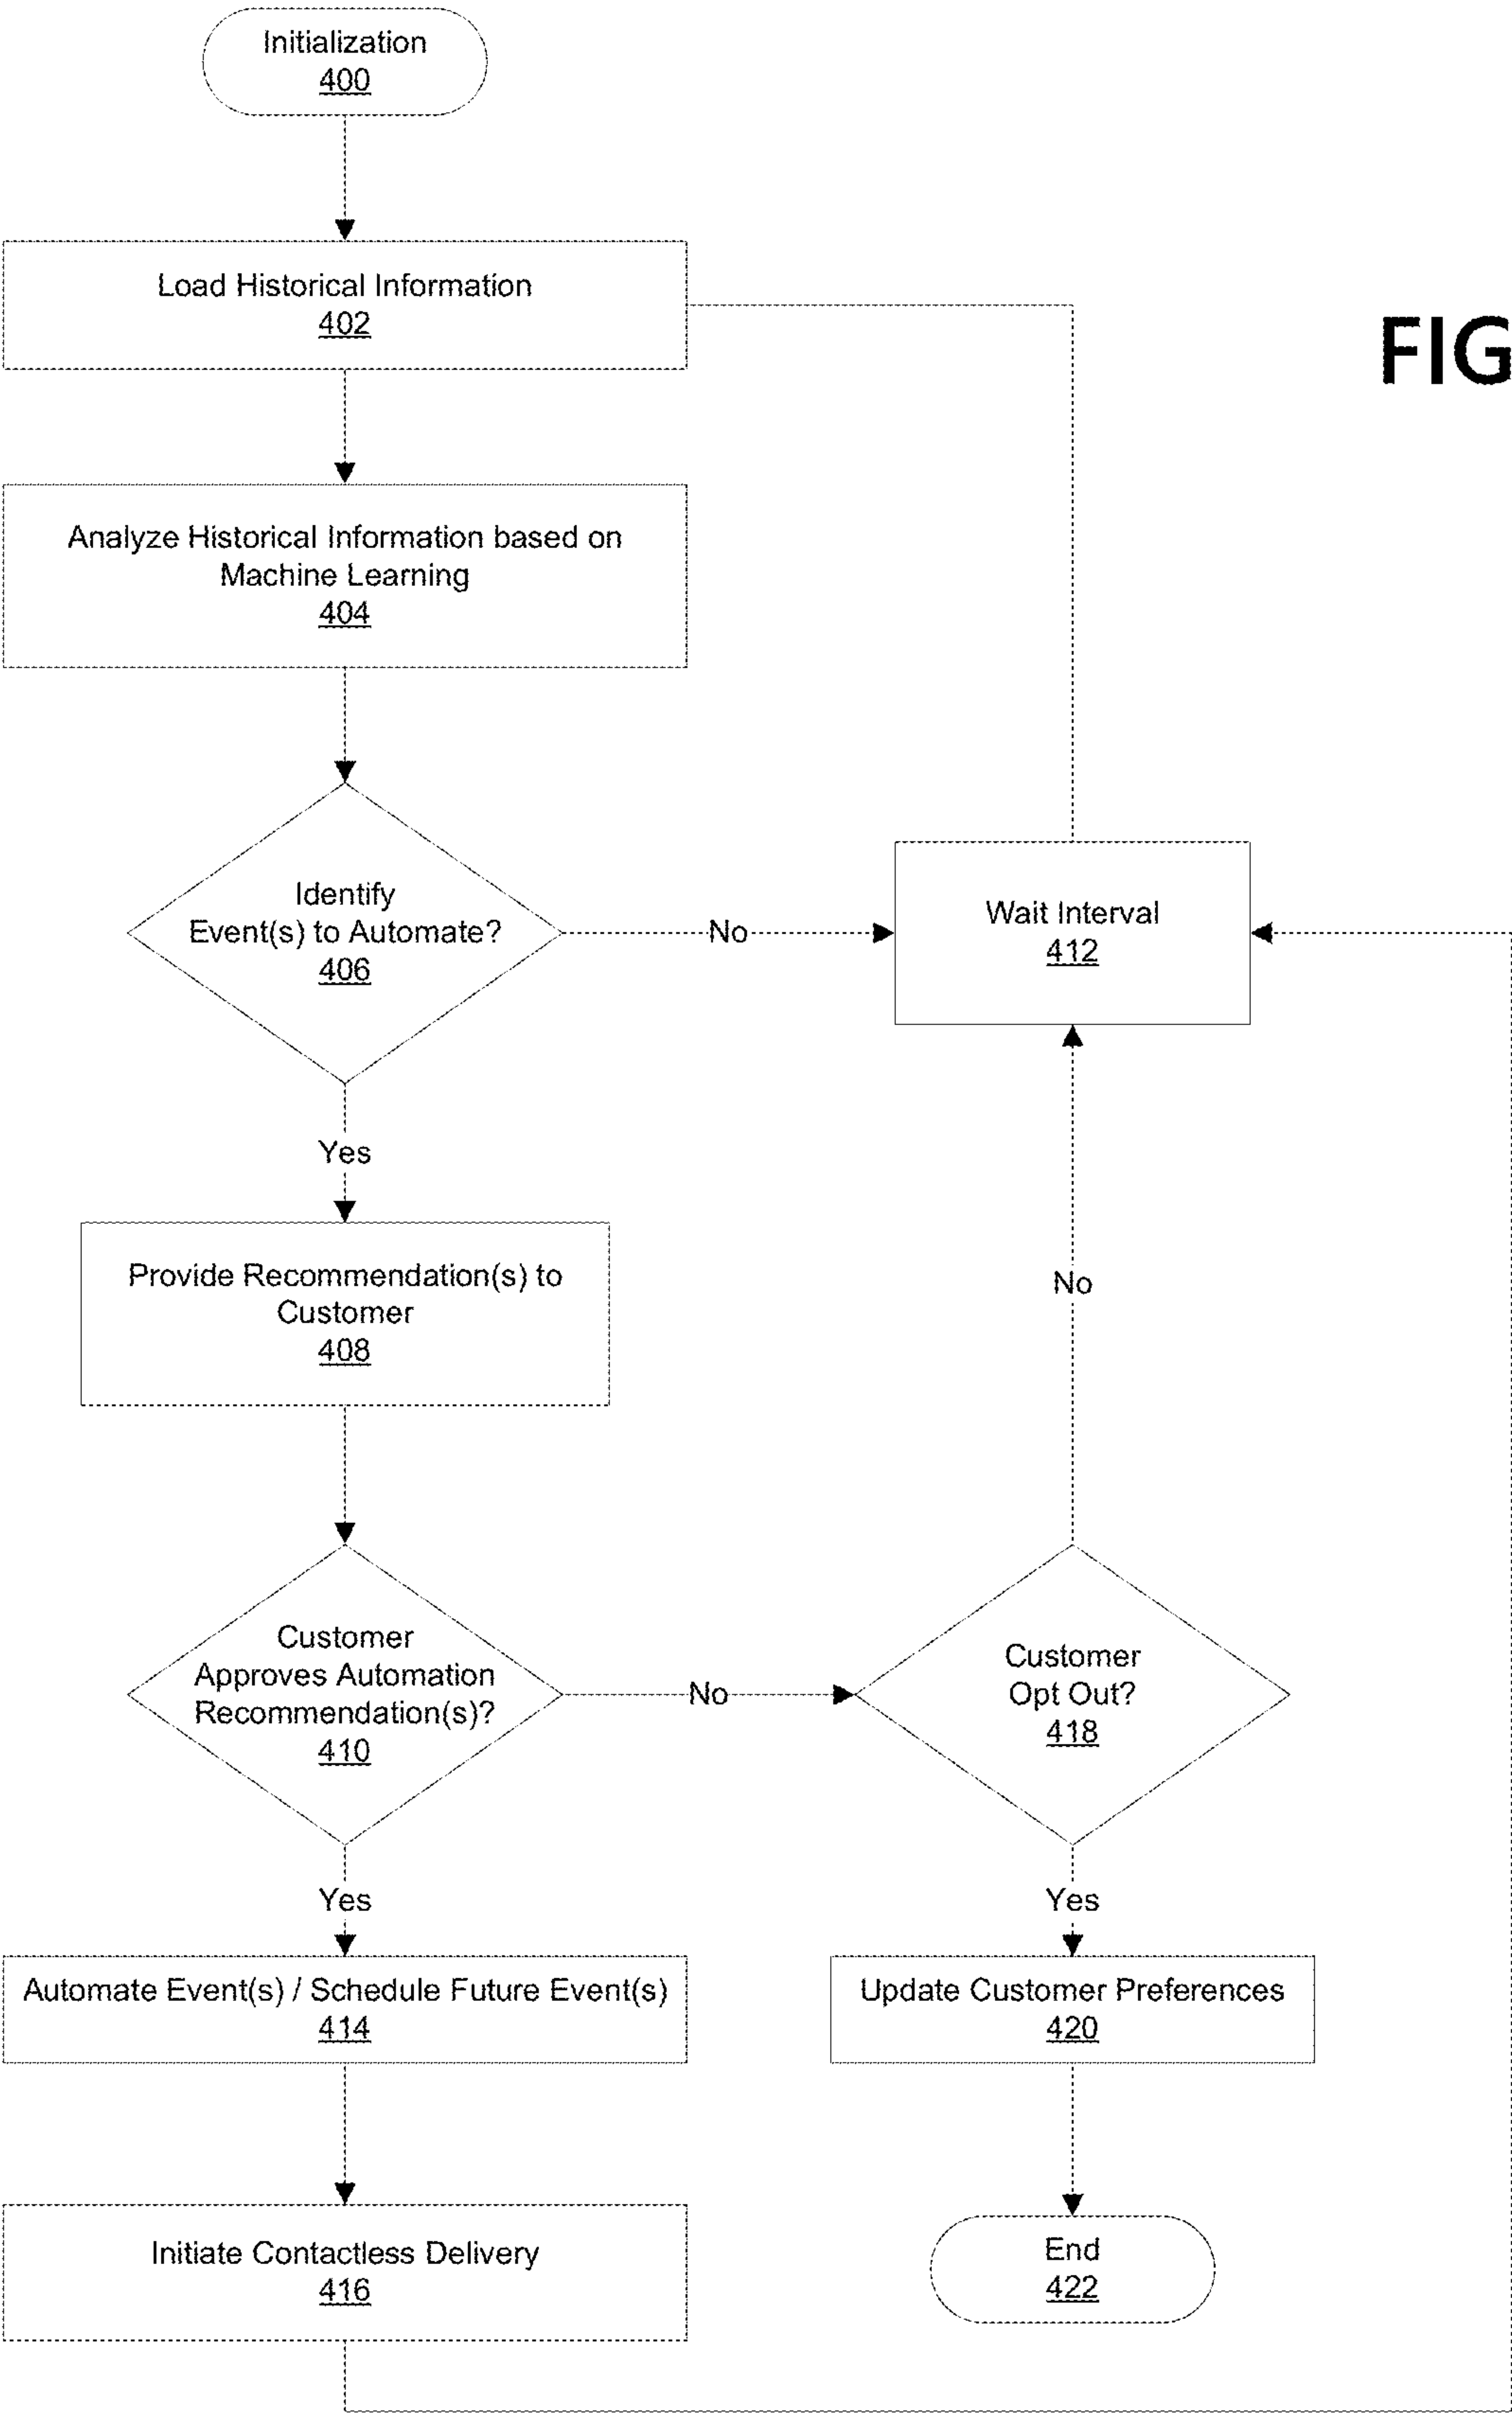 Initialization
400
Load Historical Information
402
FIG
Analyze Historical Information based on
Machine Learning
404
Identify
Event(s) to Automate?
406
No
Wait Interval
412
Yes
Provide Recommendation(s) to
Customer
408
No
Customer
Approves Automation
Recommendation(s)?
410
No
Customer
Opt Out?
418
Yes
Yes
Automate Event(s) / Schedule Future Event(s)
414
Update Customer Preferences
420
Initiate Contactless Delivery
416
End
422